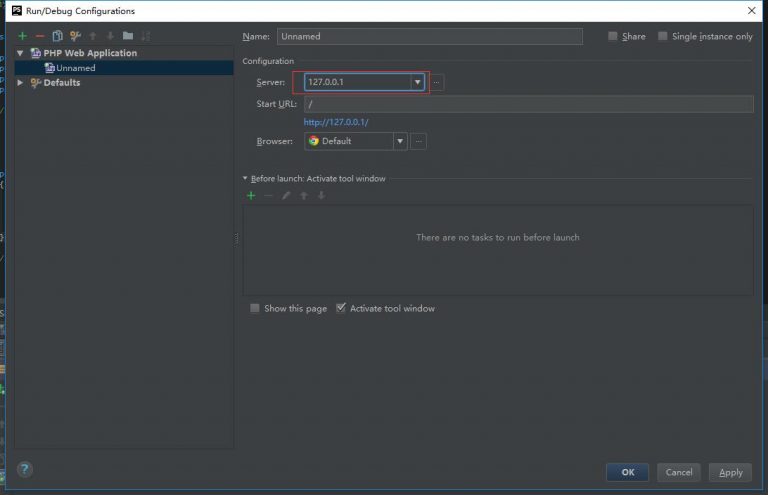 PS Run/Debug Configurations
Name: Unnamed
Share
Single instance only
PHP Web Application
Unnamed
Defaults
Configuration
Server: 127.0.0.1
Start URL: /
http://127.0.0.1/
Browser: Default
Before launch: Activate tool window
There are no tasks to run before launch
Show this page
Activate tool window
?
OK
Cancel
Apply